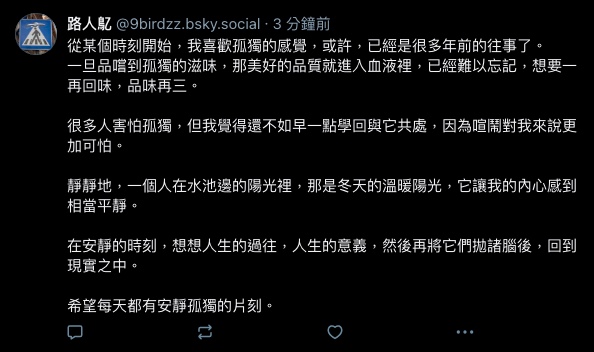 路人鳦 @9birdzz.bsky.social · 3 分鐘前
從某個時刻開始，我喜歡孤獨的感覺，或許，已經是很多年前的往事了。
一旦品嚐到孤獨的滋味，那美好的品質就進入血液裡，已經難以忘記，想要一
再回味，品味再三。
很多人害怕孤獨，但我覺得還不如早一點學回與它共處，因為喧鬧對我來說更
加可怕。
靜靜地，一個人在水池邊的陽光裡，那是冬天的溫暖陽光，它讓我的內心感到
相當平靜。
在安靜的時刻，想想人生的過往，人生的意義，然後再將它們拋諸腦後，回到
現實之中。
希望每天都有安靜孤獨的片刻。